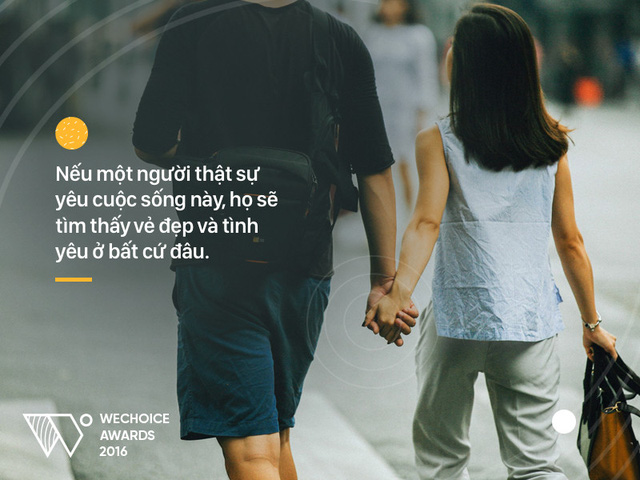 Nếu một người thật sự
yêu cuộc sống này, họ sẽ
tìm thấy vẻ đẹp và tình
yêu ở bất cứ đâu.
WECHOICE
AWARDS
2016